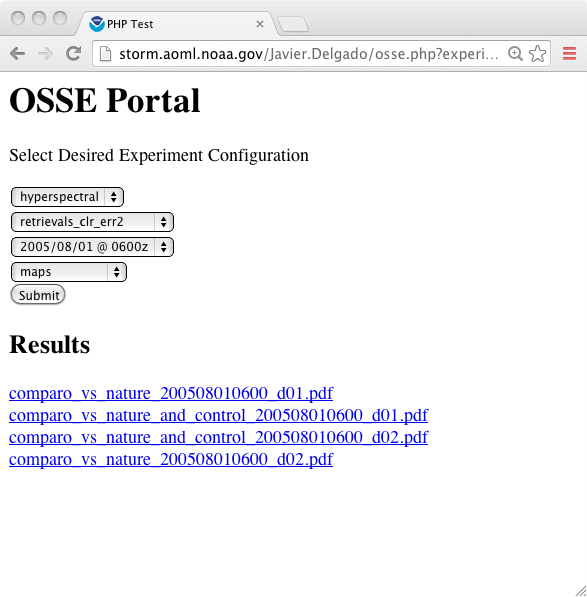 PHP Test
storm.aoml.noaa.gov/Javier.Delgado/osse.php?experi...
OSSE Portal
Select Desired Experiment Configuration
hyperspectral
retrievals_clr_err2
2005/08/01 @ 0600z
maps
Submit
Results
comparo_vs_nature_200508010600_d01.pdf
comparo_vs_nature_and_control_200508010600_d01.pdf
comparo_vs_nature_and_control_200508010600_d02.pdf
comparo_vs_nature_200508010600_d02.pdf